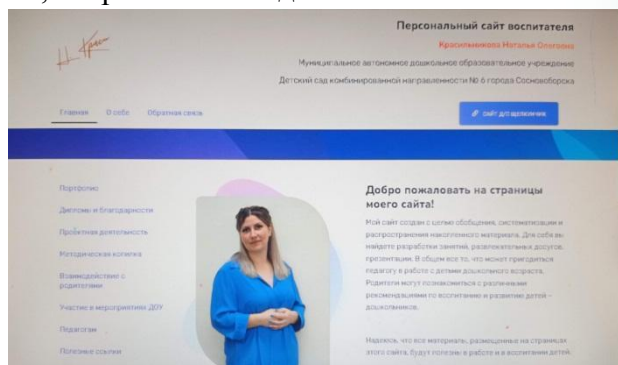 Персональный сайт воспитателя
Красильникова Наталья Олеговна
Муниципальное автономное дошкольное образовательное учреждение
Детский сад комбинированной направленности № 6 города Сосновоборска
Главная О себе Обратная связь
сайт д/с щелкунчик
Портфолио
Дипломы и благодарности
Проектная деятельность
Методическая копилка
Взаимодействие с
родителями
Участие в мероприятиях ДОУ
Педагогам
Полезные ссылки
Добро пожаловать на страницы
моего сайта!
Мой сайт создан с целью обобщения, систематизации и
распространения накопленного материала. Для себя вы
найдете разработки занятий, развлекательных досугов,
презентации. В общем все то, что может пригодиться
педагогу в работе с детьми дошкольного возраста.
Родители могут познакомиться с различными
рекомендациями по воспитанию и развитию детей –
дошкольников.
Надеюсь, что все материалы, размещенные на страницах
этого сайта, будут полезны в работе и в воспитании детей.